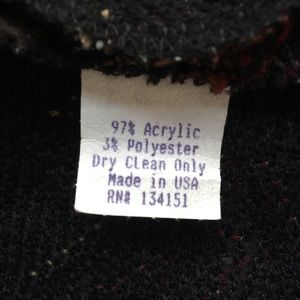 97% Acrylic
3% Polyester
Dry Clean Only
Made in USA
RN# 134151